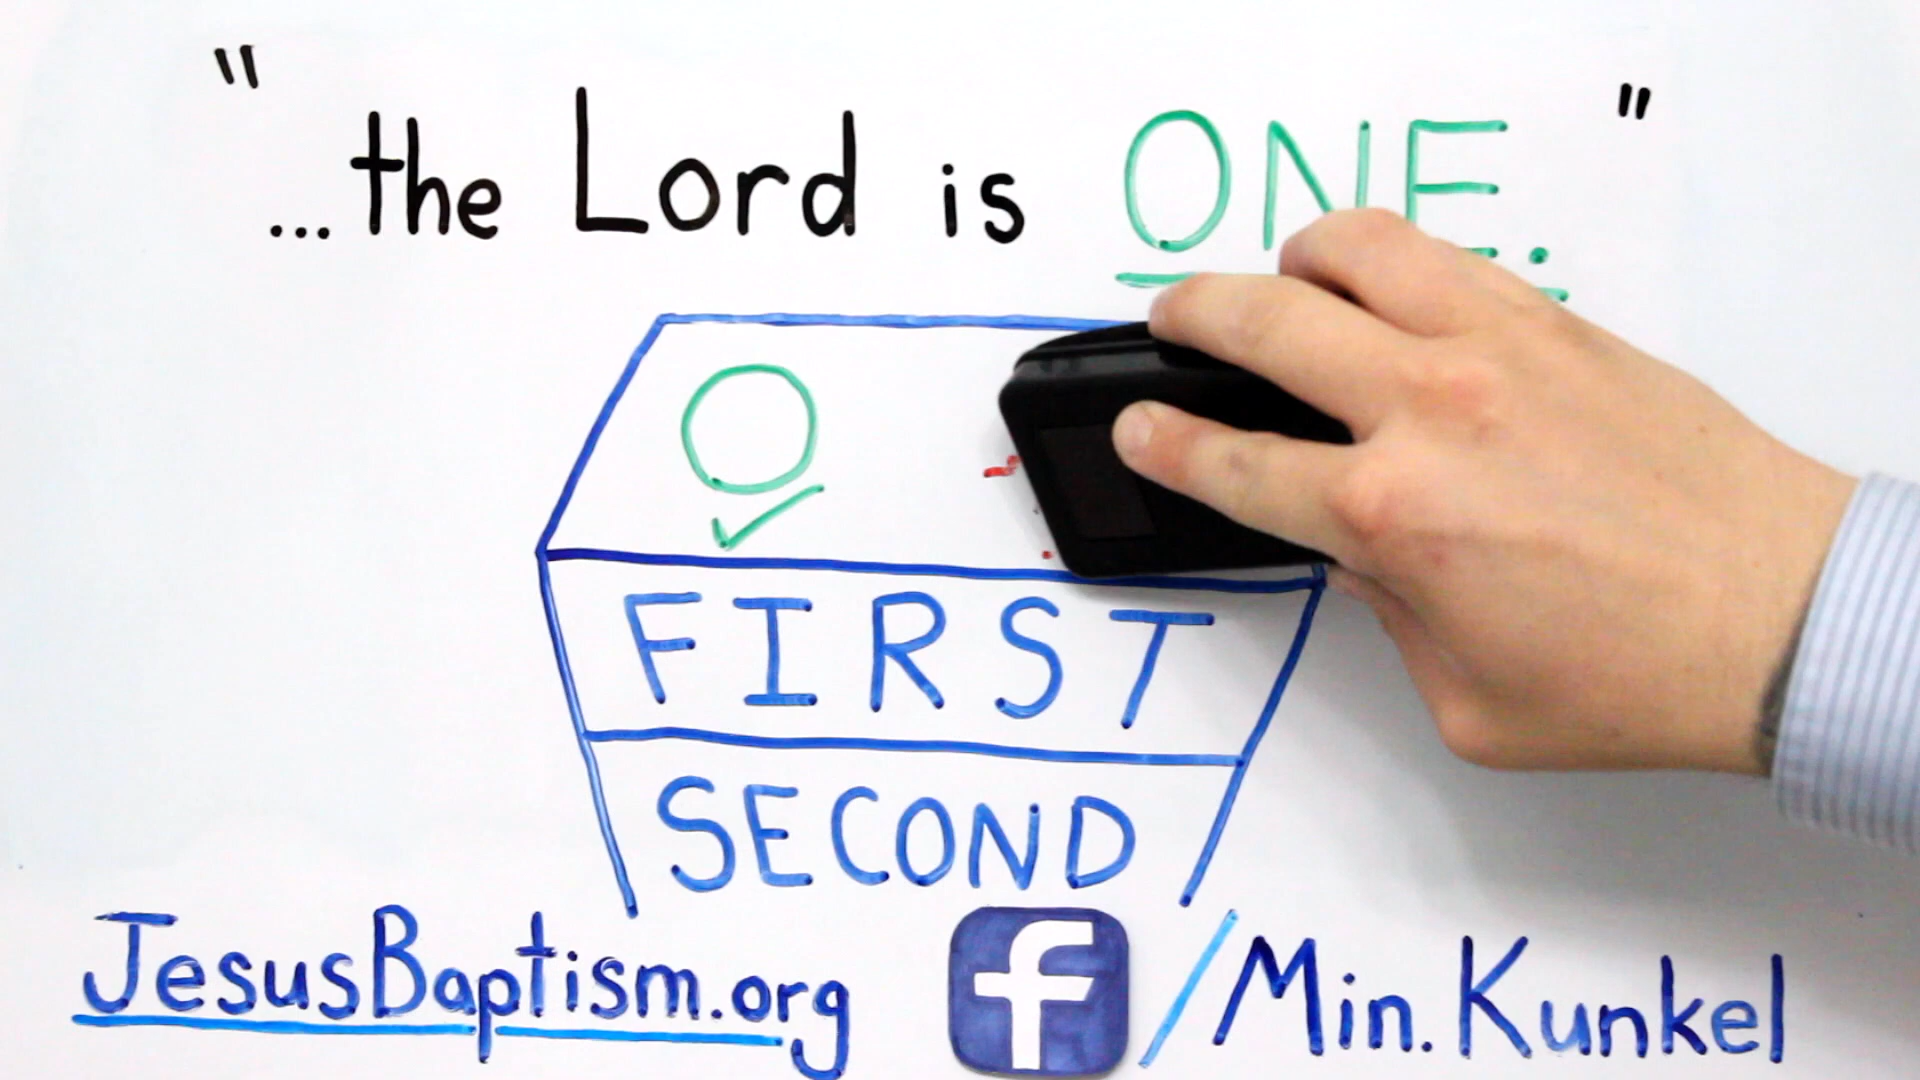 "...the Lord is ONE."
FIRST
SECOND
JesusBaptism.org f/Min.Kunkel